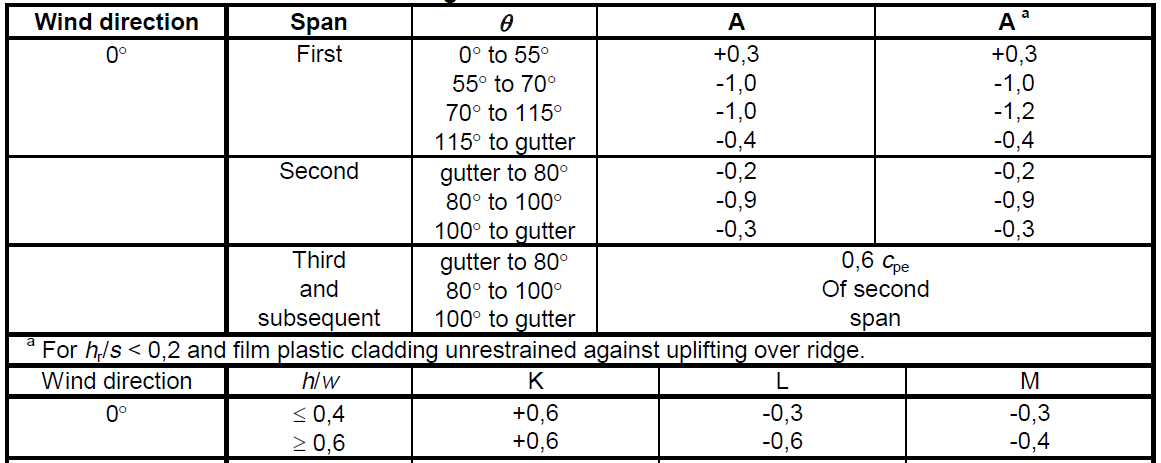 Wind direction Span θ A A a
0° First 0° to 55° +0,3 +0,3
55° to 70° -1,0 -1,0
70° to 115° -1,0 -1,2
115° to gutter -0,4 -0,4
Second gutter to 80° -0,2 -0,2
80° to 100° -0,9 -0,9
100° to gutter -0,3 -0,3
Third gutter to 80° 0,6 cpe
and 80° to 100° Of second
subsequent 100° to gutter span
a For hr/s < 0,2 and film plastic cladding unrestrained against uplifting over ridge.
Wind direction h/w K L M
0° ≤ 0,4 +0,6 -0,3 -0,3
≥ 0,6 +0,6 -0,6 -0,4